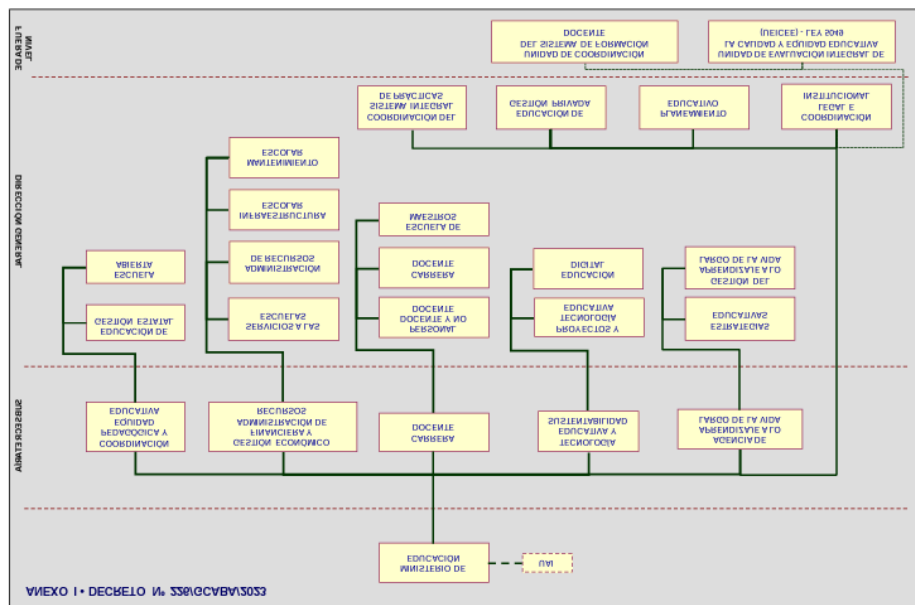 ANEXO I • DECRETO Nº 226/GCABA/2023
MINISTERIO DE
EDUCACIÓN
UAI
SUBSECRETARÍA
COORDINACIÓN
PEDAGÓGICA Y
EQUIDAD
EDUCATIVA
GESTIÓN ECONÓMICO
FINANCIERA Y
ADMINISTRACIÓN DE
RECURSOS
CARRERA
DOCENTE
TECNOLOGÍA
EDUCATIVA Y
SUSTENTABILIDAD
AGENCIA DE
APRENDIZAJE A LO
LARGO DE LA VIDA
DIRECCIÓN GENERAL
EDUCACIÓN DE
GESTIÓN ESTATAL
ESCUELA
ABIERTA
SERVICIOS A LAS
ESCUELAS
ADMINISTRACIÓN
DE RECURSOS
INFRAESTRUCTURA
ESCOLAR
MANTENIMIENTO
ESCOLAR
PERSONAL
DOCENTE Y NO
DOCENTE
CARRERA
DOCENTE
ESCUELA DE
MAESTROS
PROYECTOS Y
TECNOLOGÍA
EDUCATIVA
EDUCACIÓN
DIGITAL
ESTRATEGIAS
EDUCATIVAS
GESTIÓN DEL
APRENDIZAJE A LO
LARGO DE LA VIDA
COORDINACIÓN DEL
SISTEMA INTEGRAL
DE PRÁCTICAS
EDUCACIÓN DE
GESTIÓN PRIVADA
PLANEAMIENTO
EDUCATIVO
COORDINACIÓN
LEGAL E
INSTITUCIONAL
FUERA DE
NIVEL
UNIDAD DE COORDINACIÓN
DEL SISTEMA DE FORMACIÓN
DOCENTE
UNIDAD DE EVALUACIÓN INTEGRAL DE
LA CALIDAD Y EQUIDAD EDUCATIVA
(UEICEE) - LEY 5049